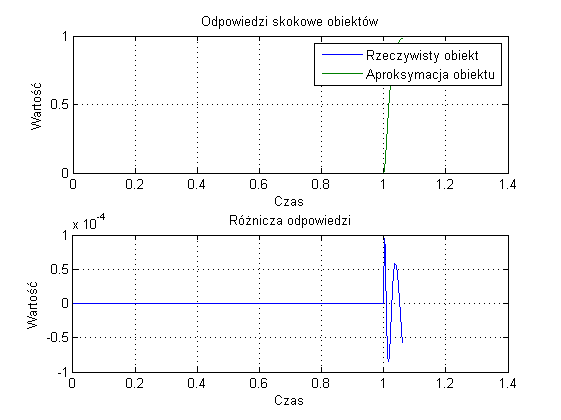 Odpowiedzi skokowe obiektów
1
0.5
0
Wartość
Rzeczywisty obiekt
Aproksymacja obiektu
0 0.2 0.4 0.6 0.8 1 1.2 1.4
Czas
Różnicza odpowiedzi
x 10^-4
1
0.5
0
-0.5
-1
Wartość
0 0.2 0.4 0.6 0.8 1 1.2 1.4
Czas